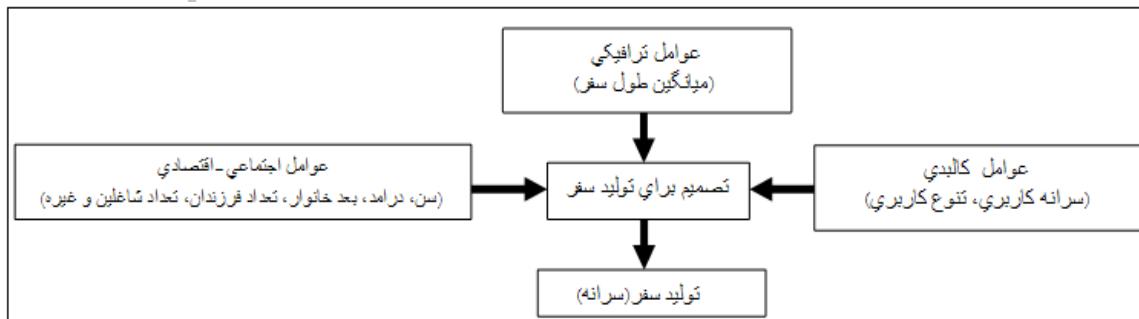 عوامل ترافيكي
(ميانگين طول سفر)
عوامل اجتماعي-اقتصادي
(سن، درامد، بعد خانوار، تعداد فرزندان، تعداد شاغلين و غيره)
تصميم براي توليد سفر
عوامل كالبدي
(سرانه كاربري، تنوع كاربري)
توليد سفر(سرانه)